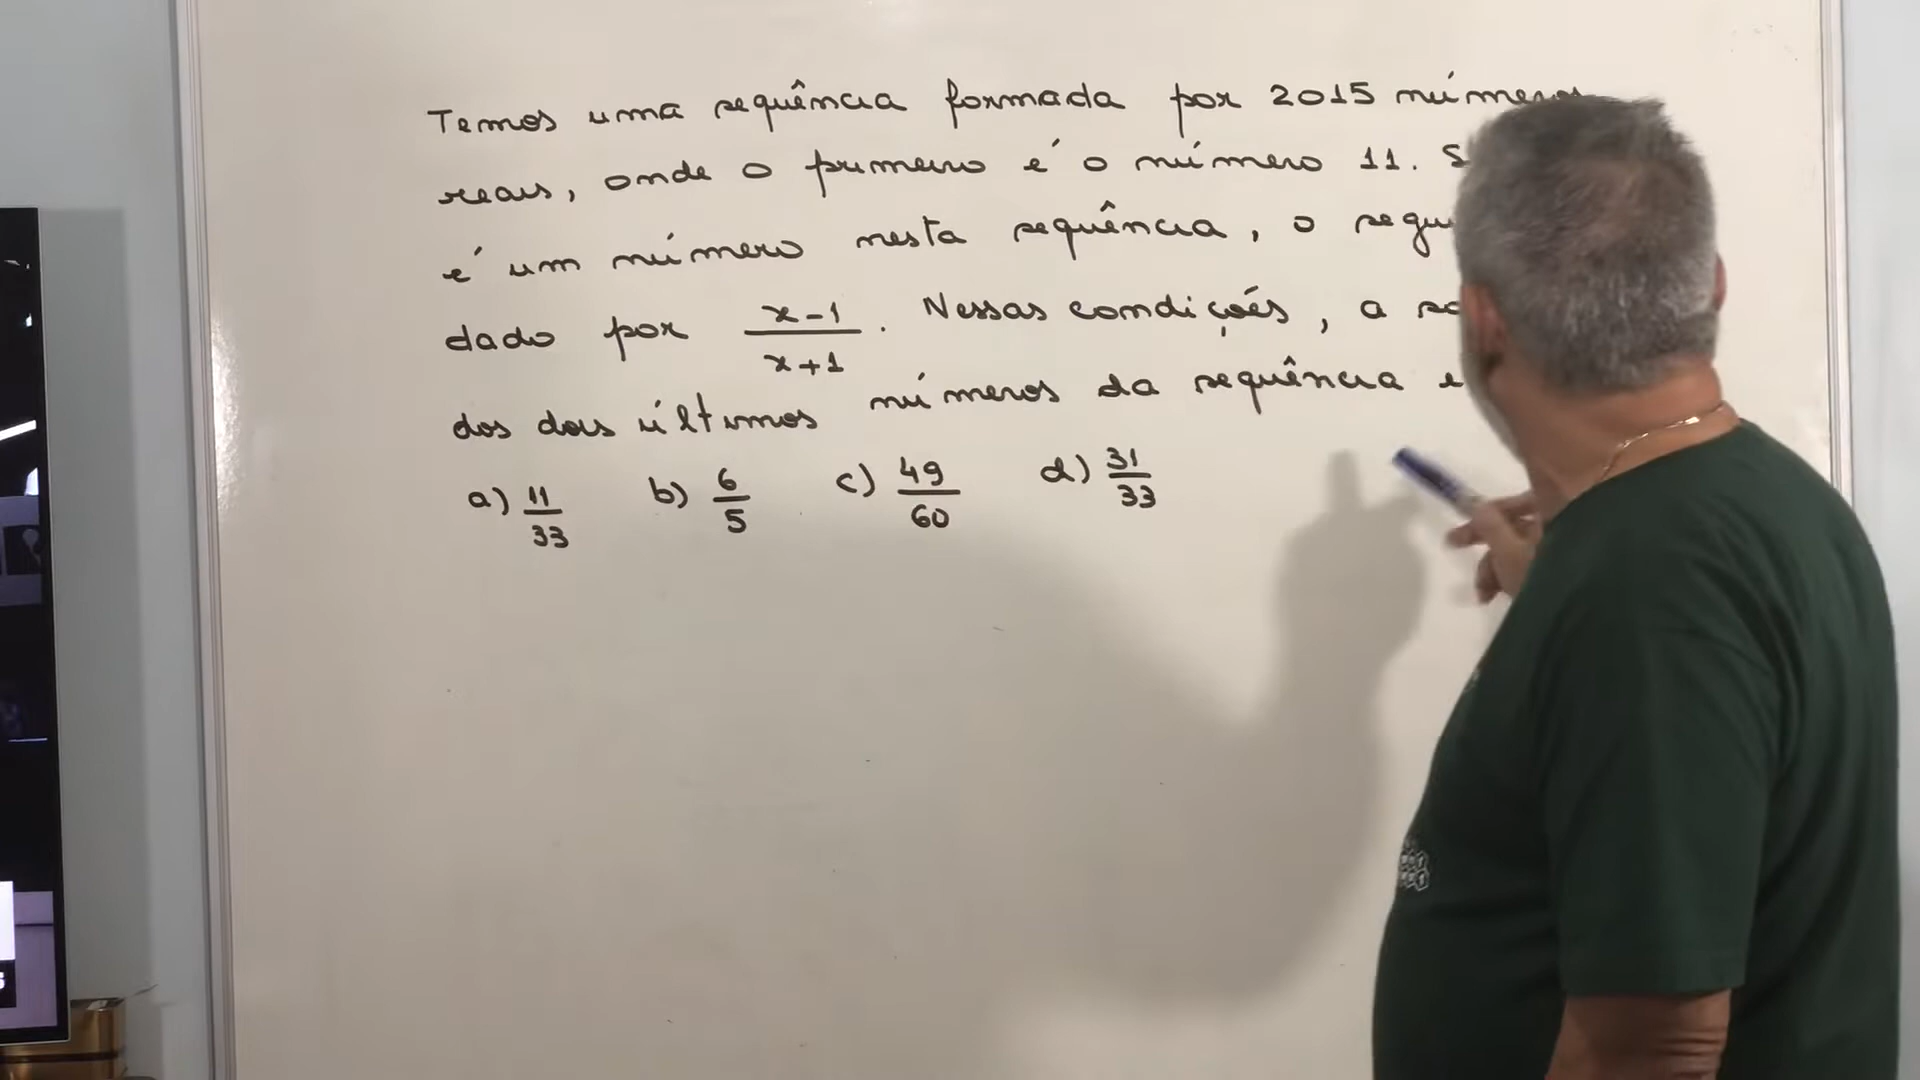 Temos uma sequência formada por 2015 números
reais, onde o primeiro é o número 11. S
é um número nesta sequência, o segu
dado por x-1/x+1. Nessas condições, a so
dos dois últimos números da sequência é
a) 11/33 b) 6/5 c) 49/60 d) 31/33